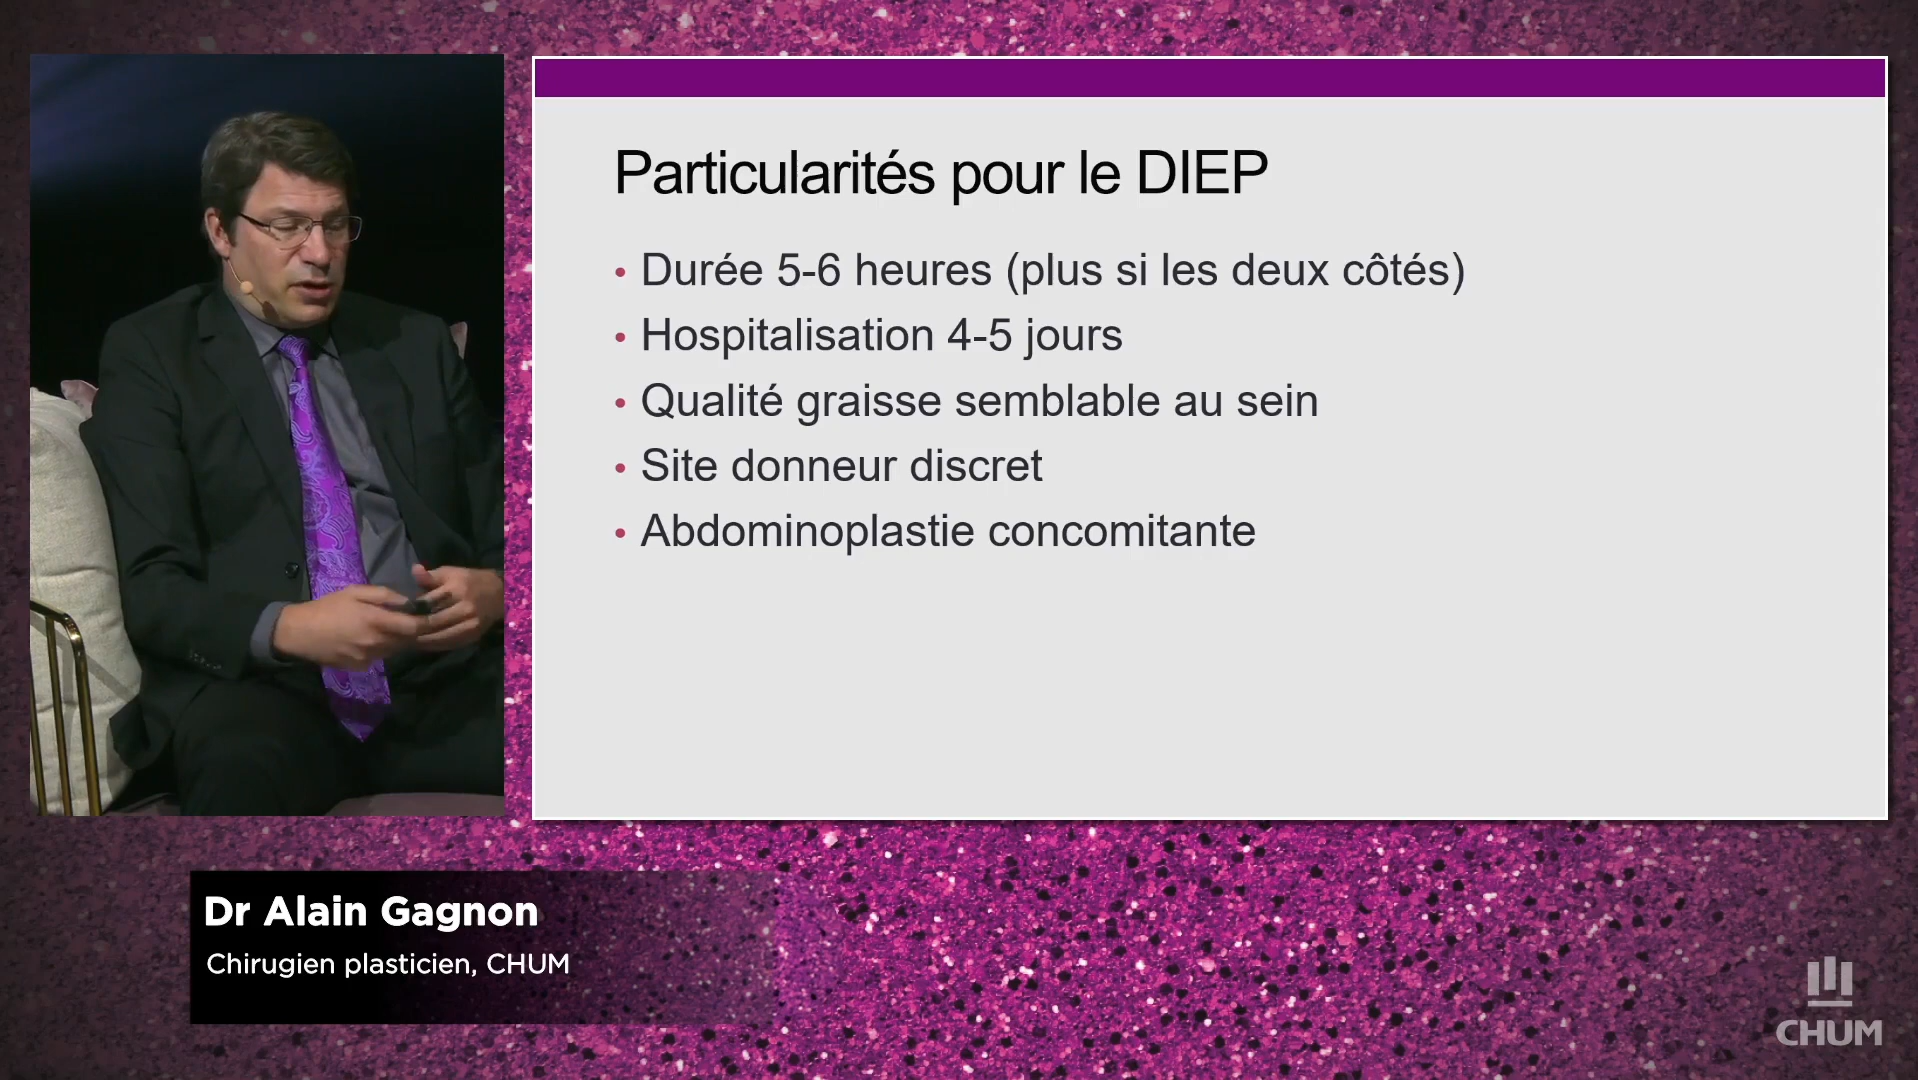 Particularités pour le DIEP
• Durée 5-6 heures (plus si les deux côtés)
• Hospitalisation 4-5 jours
• Qualité graisse semblable au sein
• Site donneur discret
• Abdominoplastie concomitante
Dr Alain Gagnon
Chirugien plasticien, CHUM
CHUM